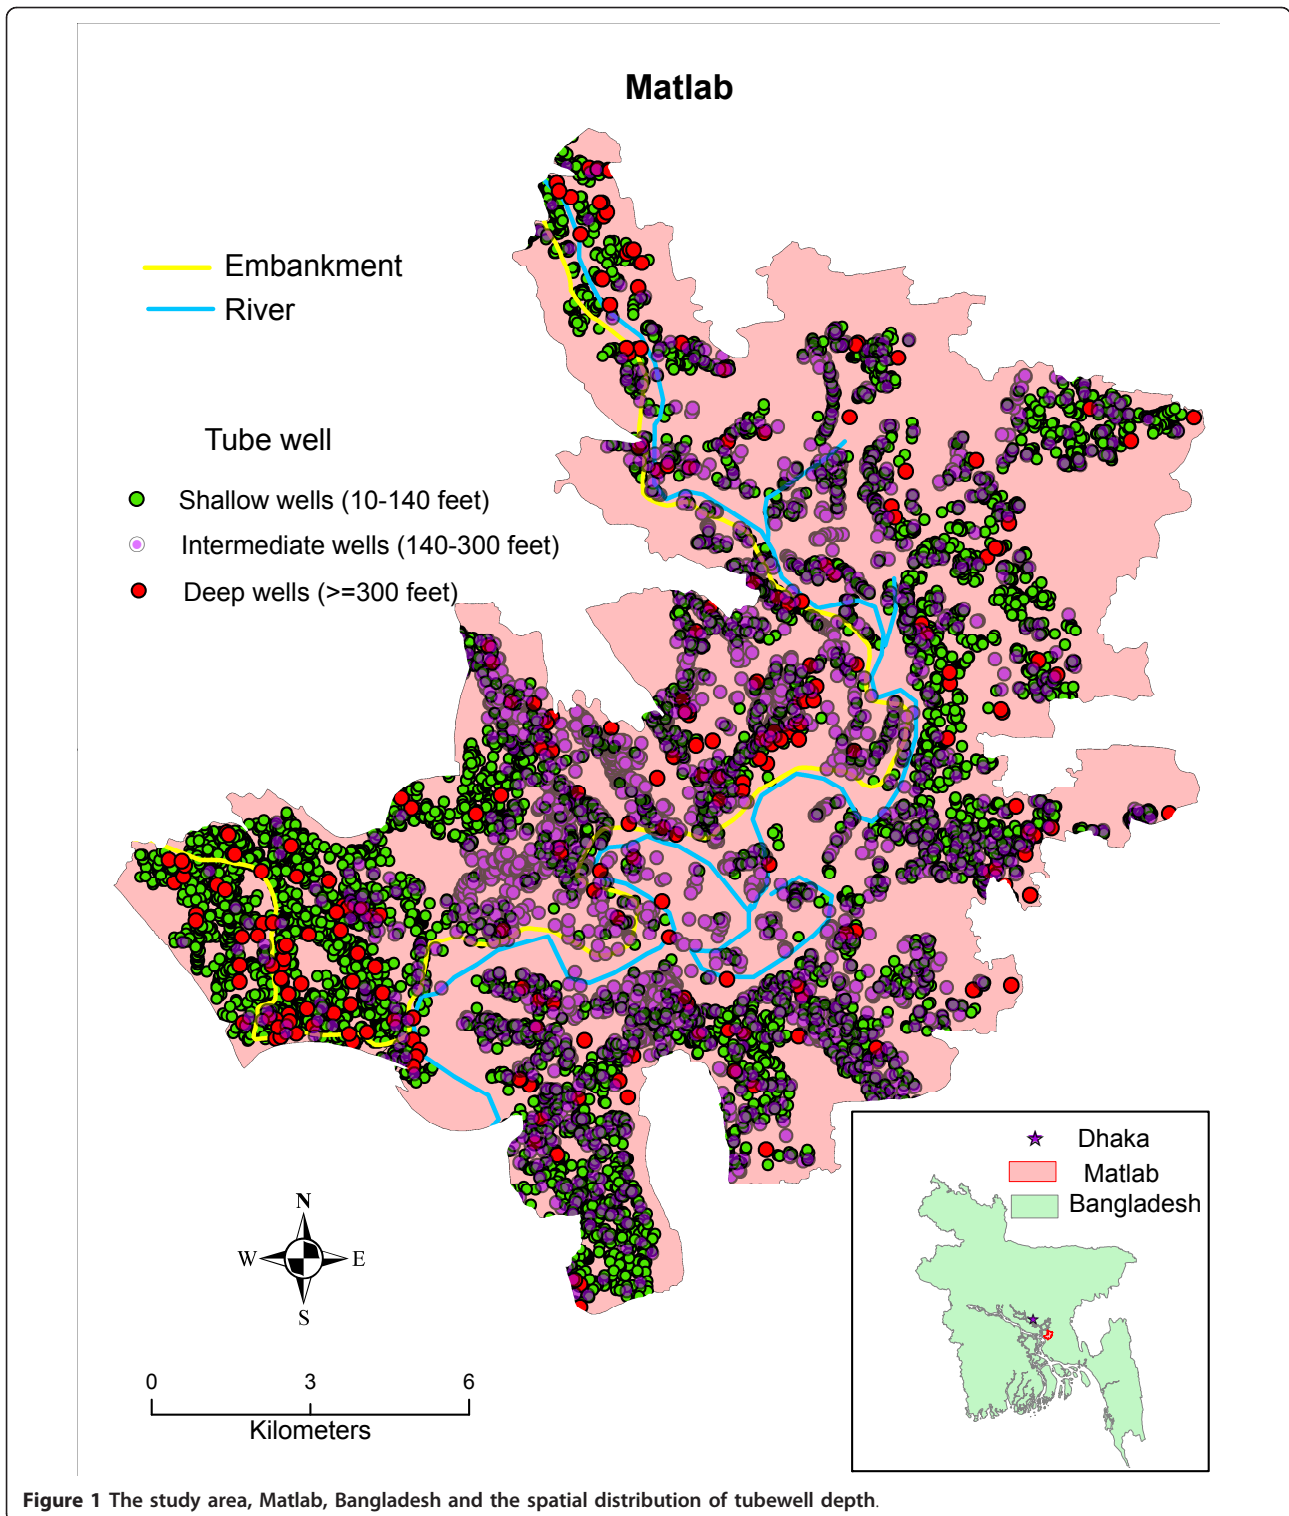 Matlab
Embankment
River
Tube well
Shallow wells (10-140 feet)
Intermediate wells (140-300 feet)
Deep wells (>=300 feet)
N
W
E
S
0 3 6
Kilometers
Dhaka
Matlab
Bangladesh
Figure 1 The study area, Matlab, Bangladesh and the spatial distribution of tubewell depth.